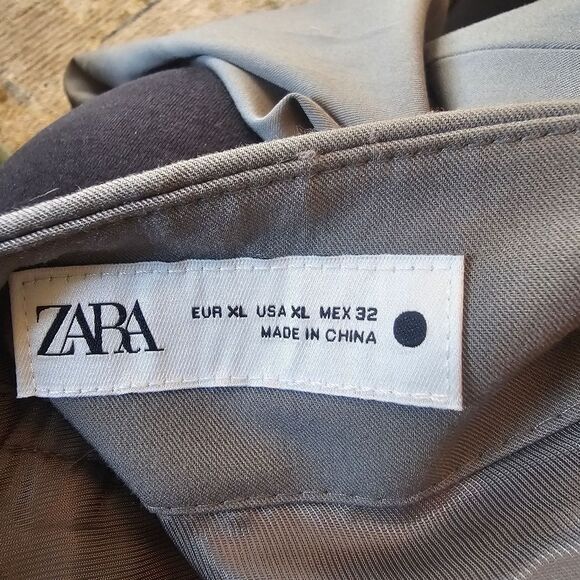 ZARA
EUR XL USA XL MEX 32
MADE IN CHINA